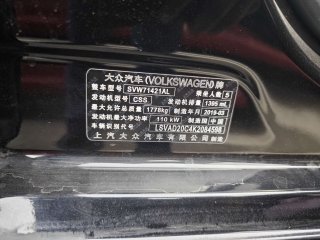 大众汽车(VOLKSWAGEN)牌
整车型号 SVW71421AL 乘坐人数 5
发动机型号 CSS 发动机排量 1395 mL
最大允许总质量 1778kg 制造年月 2019-03
发动机最大净功率 110 kW 制造国 中国
车辆识别代号 LSVAD20C4K2084598
上汽大众汽车有限公司 制造